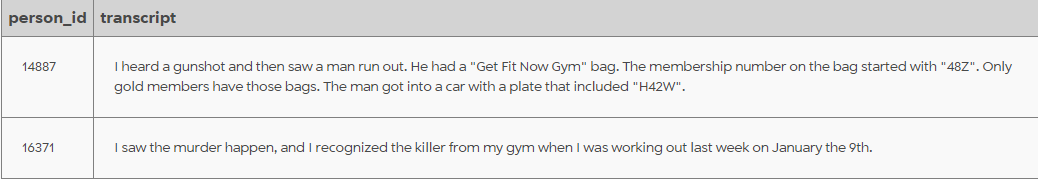 person_id transcript
14887 I heard a gunshot and then saw a man run out. He had a "Get Fit Now Gym" bag. The membership number on the bag started with "48Z". Only
gold members have those bags. The man got into a car with a plate that included "H42W".
16371 I saw the murder happen, and I recognized the killer from my gym when I was working out last week on January the 9th.